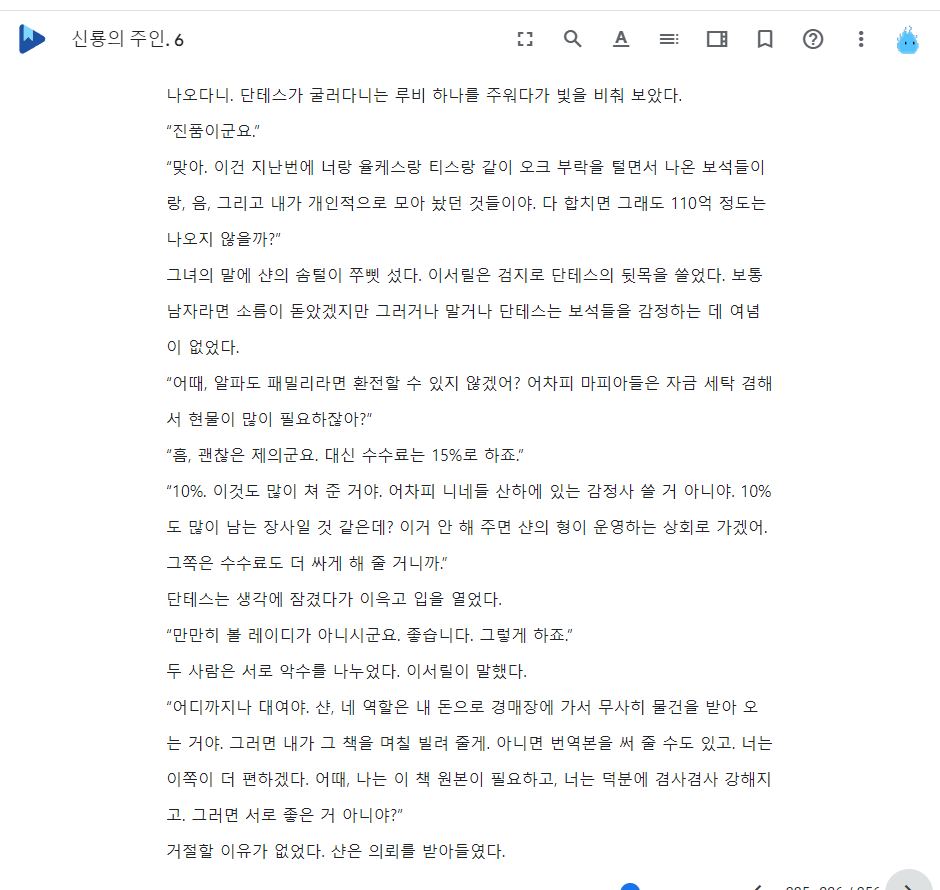 신룡의 주인. 6
나오다니. 단테스가 굴러다니는 루비 하나를 주워다가 빛을 비춰 보았다.
“진품이군요.”
“맞아. 이건 지난번에 너랑 율케스랑 티스랑 같이 오크 부락을 털면서 나온 보석들이
랑, 음, 그리고 내가 개인적으로 모아 놨던 것들이야. 다 합치면 그래도 110억 정도는
나오지 않을까?”
그녀의 말에 샨의 솜털이 쭈삣 섰다. 이서릴은 검지로 단테스의 뒷목을 쓸었다. 보통
남자라면 소름이 돋았겠지만 그러거나 말거나 단테스는 보석들을 감정하는 데 여념
이 없었다.
“어때, 알파도 패밀리라면 환전할 수 있지 않겠어? 어차피 마피아들은 자금 세탁 겸해
서 현물이 많이 필요하잖아?”
“흠, 괜찮은 제의군요. 대신 수수료는 15%로 하죠.”
“10%. 이것도 많이 쳐 준 거야. 어차피 니네들 산하에 있는 감정사 쓸 거 아니야. 10%
도 많이 남는 장사일 것 같은데? 이거 안 해 주면 샨의 형이 운영하는 상회로 가겠어.
그쪽은 수수료도 더 싸게 해 줄 거니까.”
단테스는 생각에 잠겼다가 이윽고 입을 열었다.
“만만히 볼 레이디가 아니시군요. 좋습니다. 그렇게 하죠.”
두 사람은 서로 악수를 나누었다. 이서릴이 말했다.
“어디까지나 대여야. 샨, 네 역할은 내 돈으로 경매장에 가서 무사히 물건을 받아 오
는 거야. 그러면 내가 그 책을 며칠 빌려 줄게. 아니면 번역본을 써 줄 수도 있고. 너는
이쪽이 더 편하겠다. 어때, 나는 이 책 원본이 필요하고, 너는 덕분에 겸사겸사 강해지
고. 그러면 서로 좋은 거 아니야?”
거절할 이유가 없었다. 샨은 의뢰를 받아들였다.